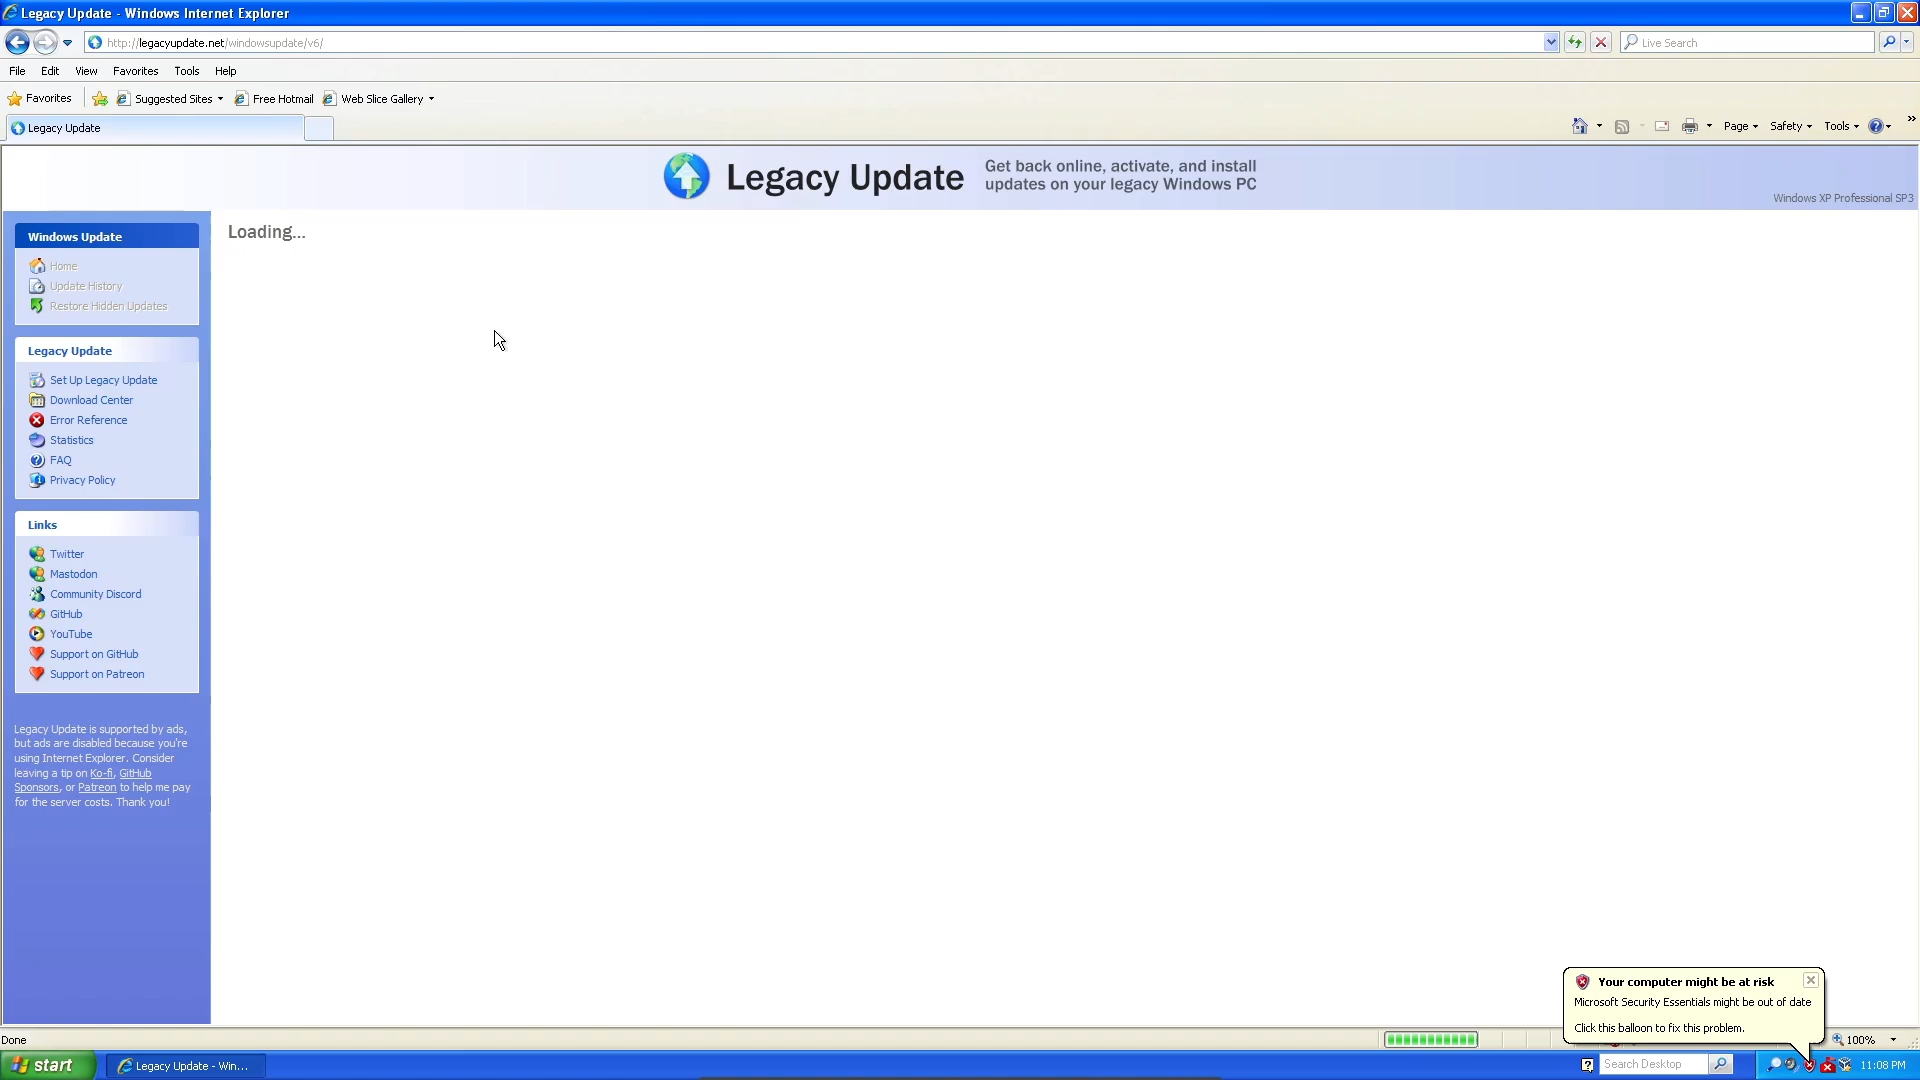 Legacy Update - Windows Internet Explorer
http://legacyupdate.net/windowsupdate/v6/
Live Search
File Edit View Favorites Tools Help
Favorites Suggested Sites Free Hotmail Web Slice Gallery
Legacy Update
Page Safety Tools
Legacy Update
Get back online, activate, and install
updates on your legacy Windows PC
Windows XP Professional SP3
Windows Update
Home
Update History
Restore Hidden Updates
Legacy Update
Set Up Legacy Update
Download Center
Error Reference
Statistics
FAQ
Privacy Policy
Links
Twitter
Mastodon
Community Discord
GitHub
YouTube
Support on GitHub
Support on Patreon
Legacy Update is supported by ads,
but ads are disabled because you're
using Internet Explorer. Consider
leaving a tip on Ko-fi, GitHub
Sponsors, or Patreon to help me pay
for the server costs. Thank you!
Loading...
Your computer might be at risk
Microsoft Security Essentials might be out of date
Click this balloon to fix this problem.
Done
100%
start
Legacy Update - Win...
Search Desktop
11:08 PM